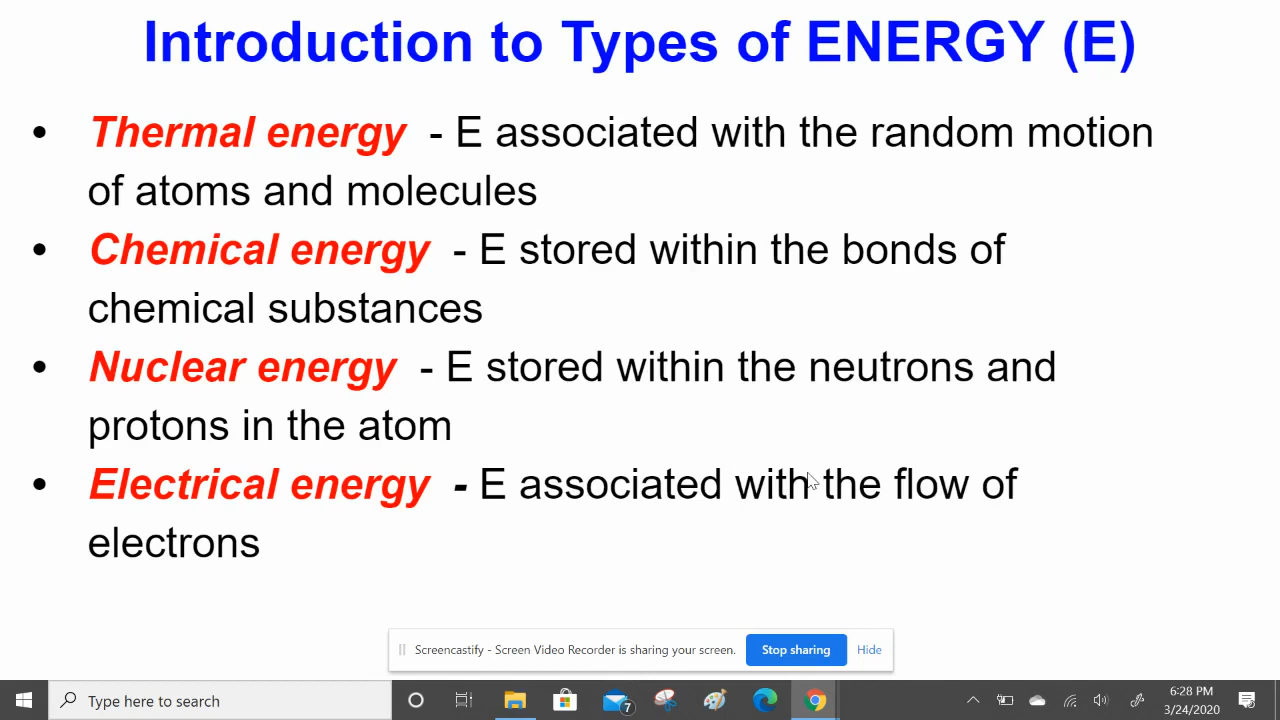 Introduction to Types of ENERGY (E)
• Thermal energy - E associated with the random motion
of atoms and molecules
• Chemical energy - E stored within the bonds of
chemical substances
• Nuclear energy - E stored within the neutrons and
protons in the atom
• Electrical energy - E associated with the flow of
electrons
Screencastify - Screen Video Recorder is sharing your screen. Stop sharing Hide
Type here to search 7 6:28 PM
3/24/2020